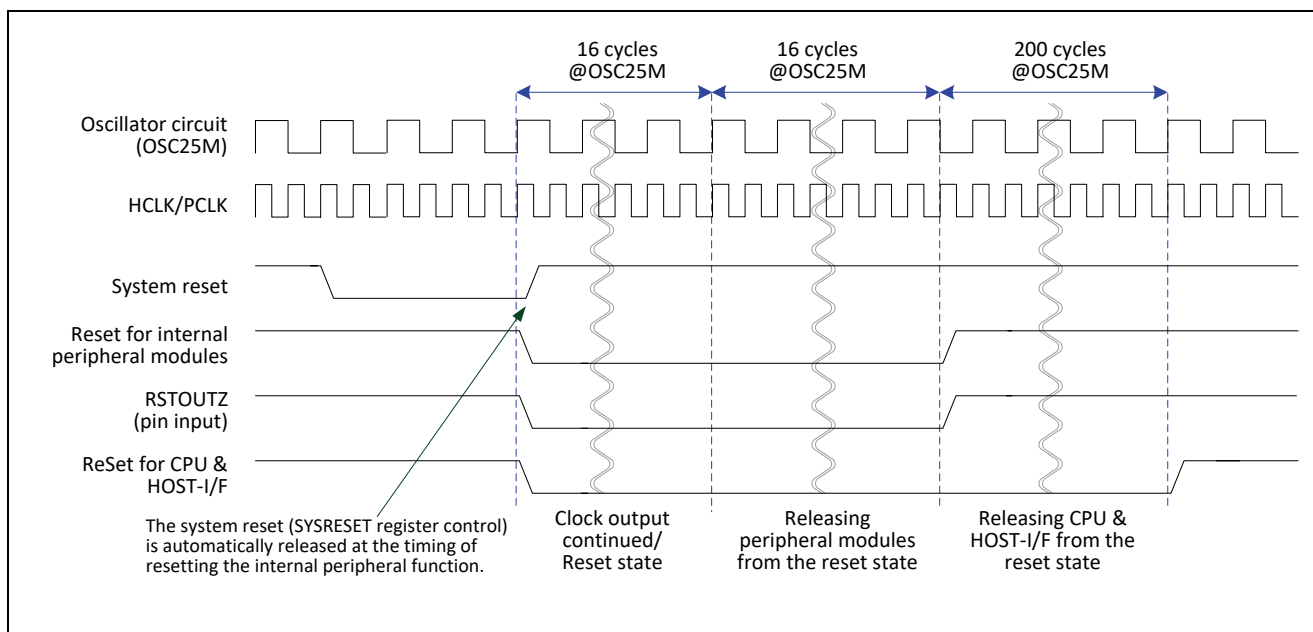 16 cycles
@OSC25M
16 cycles
@OSC25M
200 cycles
@OSC25M
Oscillator circuit
(OSC25M)
HCLK/PCLK
System reset
Reset for internal
peripheral modules
RSTOUTZ
(pin input)
ReSet for CPU &
HOST-I/F
The system reset (SYSRESET register control)
is automatically released at the timing of
resetting the internal peripheral function.
Clock output
continued/
Reset state
Releasing
peripheral modules
from the reset state
Releasing CPU &
HOST-I/F from the
reset state